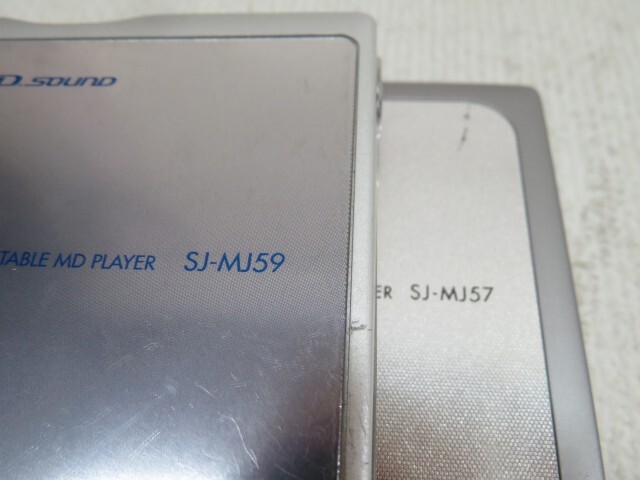 D.SOUND
TABLE MD PLAYER SJ-MJ59
ER SJ-MJ57